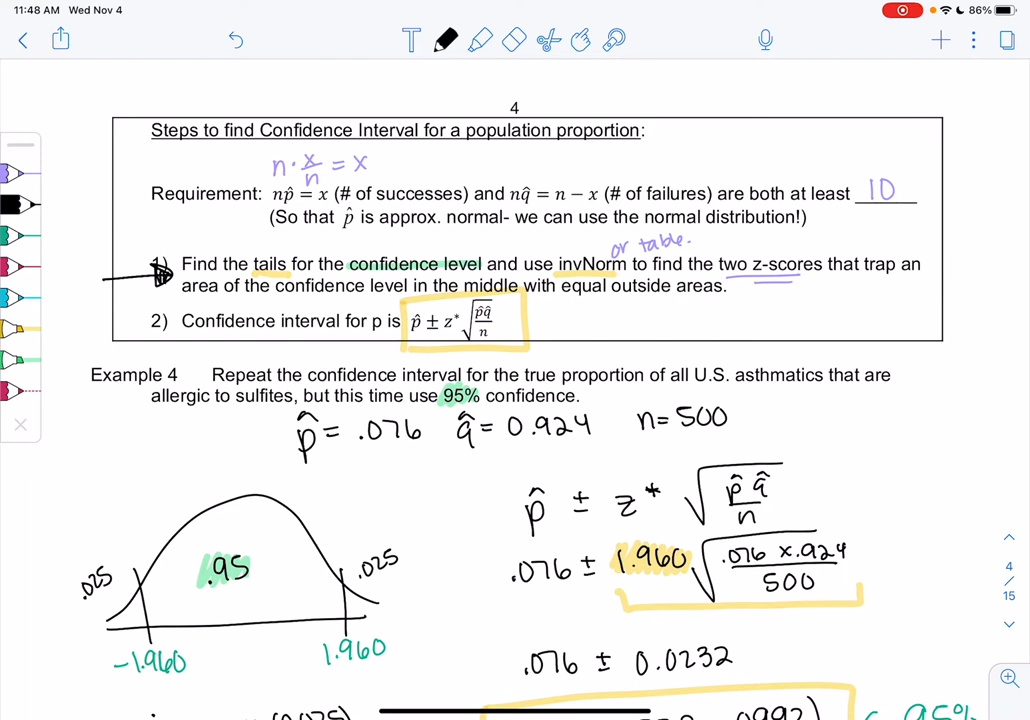 11:48 AM Wed Nov 4
86%
T
4
Steps to find Confidence Interval for a population proportion:
n · x/n = x
Requirement: np̂ = x (# of successes) and nq̂ = n − x (# of failures) are both at least 10
(So that p̂ is approx. normal- we can use the normal distribution!)
or table.
1) Find the tails for the confidence level and use invNorm to find the two z-scores that trap an
area of the confidence level in the middle with equal outside areas.
2) Confidence interval for p is p̂ ± z* √(p̂q̂/n)
Example 4 Repeat the confidence interval for the true proportion of all U.S. asthmatics that are
allergic to sulfites, but this time use 95% confidence.
p̂ = .076 q̂ = 0.924 n = 500
p̂ ± z* √(p̂ q̂/n)
.076 ± 1.960 √(.076 × .924/500)
.025 .95 .025
-1.960 1.960
.076 ± 0.0232
4
/
15